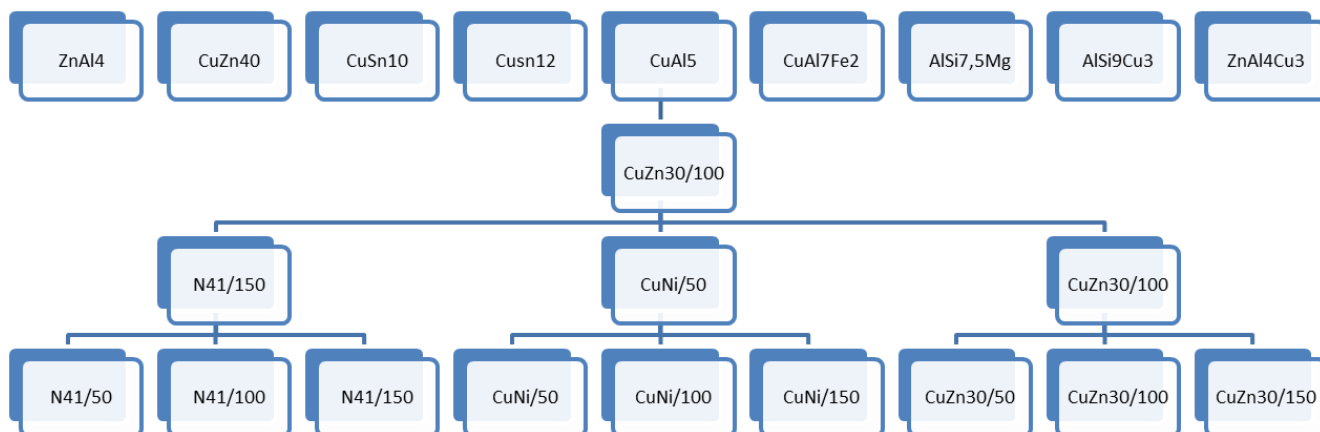 ZnAl4
CuZn40
CuSn10
Cusn12
CuAl5
CuAl7Fe2
AlSi7,5Mg
AlSi9Cu3
ZnAl4Cu3
CuZn30/100
N41/150
CuNi/50
CuZn30/100
N41/50
N41/100
N41/150
CuNi/50
CuNi/100
CuNi/150
CuZn30/50
CuZn30/100
CuZn30/150